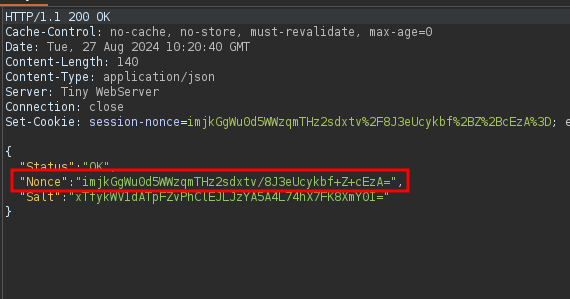 HTTP/1.1 200 OK
Cache-Control: no-cache, no-store, must-revalidate, max-age=0
Date: Tue, 27 Aug 2024 10:20:40 GMT
Content-Length: 140
Content-Type: application/json
Server: Tiny WebServer
Connection: close
Set-Cookie: session-nonce=imjkGgWu0d5WWzqmTHz2sdxtv%2F8J3eUcykbf%2BZ%2BcEzA%3D; e
{
"Status":"OK",
"Nonce":"imjkGgWu0d5WWzqmTHz2sdxtv/8J3eUcykbf+Z+cEzA=",
"Salt":"xTfykWV1dATpFZvPhClEJLJzYA5A4L74hX7FK8XmY0I="
}